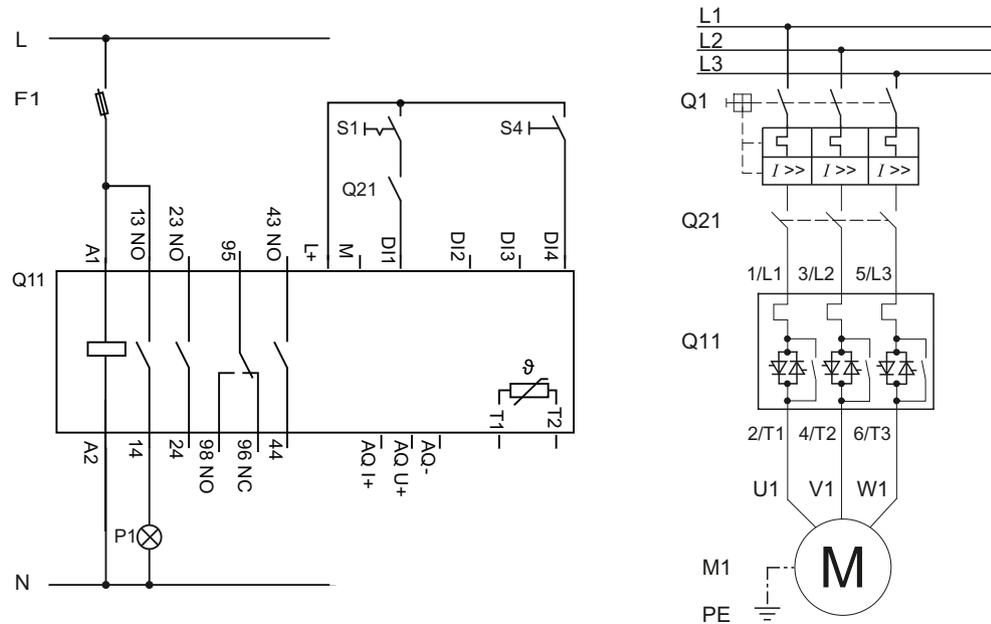 L
F1
S1
S4
Q21
A1
13 NO
23 NO
95
43 NO
L+
M
DI1
DI2
DI3
DI4
Q11
ϑ
T1
T2
A2
14
24
98 NO
96 NC
44
AQ I+
AQ U+
AQ-
P1
N
L1
L2
L3
Q1
I >> I >> I >>
Q21
1/L1 3/L2 5/L3
Q11
2/T1 4/T2 6/T3
U1 V1 W1
M1
M
PE